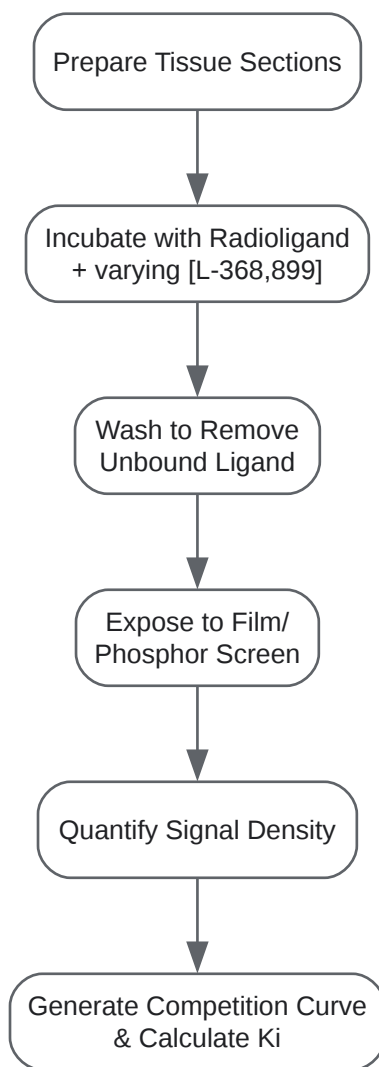 Prepare Tissue Sections
Incubate with Radioligand
+ varying [L-368,899]
Wash to Remove
Unbound Ligand
Expose to Film/
Phosphor Screen
Quantify Signal Density
Generate Competition Curve
& Calculate Ki